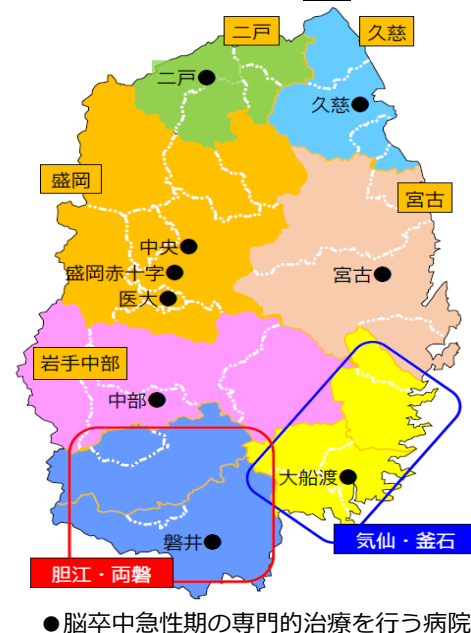 二戸
久慈
二戸●
久慈●
盛岡
宮古
中央●
盛岡赤十字●
医大●
宮古●
岩手中部
中部●
大船渡●
磐井●
気仙・釜石
胆江・両磐
●脳卒中急性期の専門的治療を行う病院